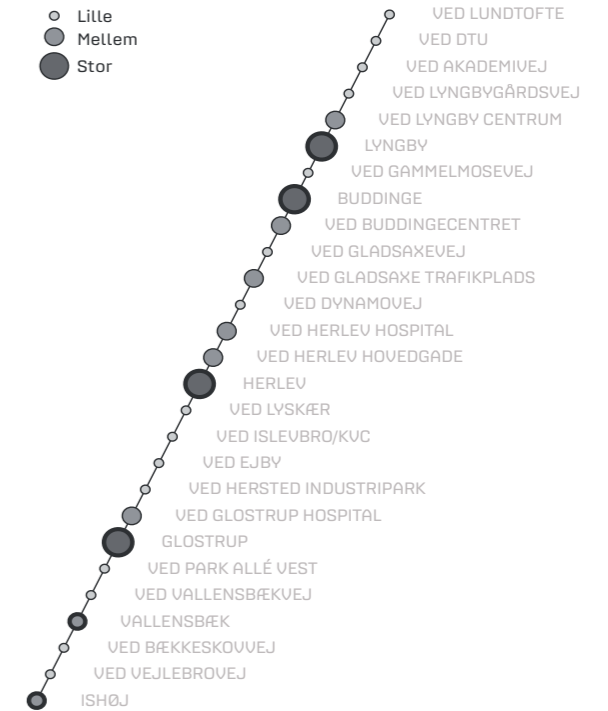 Lille
Mellem
Stor
VED LUNDTOFTE
VED DTU
VED AKADEMIVEJ
VED LYNGBYGÅRDSVEJ
VED LYNGBY CENTRUM
LYNGBY
VED GAMMELMOSEVEJ
BUDDINGE
VED BUDDINGECENTRET
VED GLADSAXEVEJ
VED GLADSAXE TRAFIKPLADS
VED DYNAMOVEJ
VED HERLEV HOSPITAL
VED HERLEV HOVEDGADE
HERLEV
VED LYSKÆR
VED ISLEVBRO/KVC
VED EJBY
VED HERSTED INDUSTRIPARK
VED GLOSTRUP HOSPITAL
GLOSTRUP
VED PARK ALLÉ VEST
VED VALLENSBÆKVEJ
VALLENSBÆK
VED BÆKKESKOVVEJ
VED VEJLEBROVEJ
ISHØJ